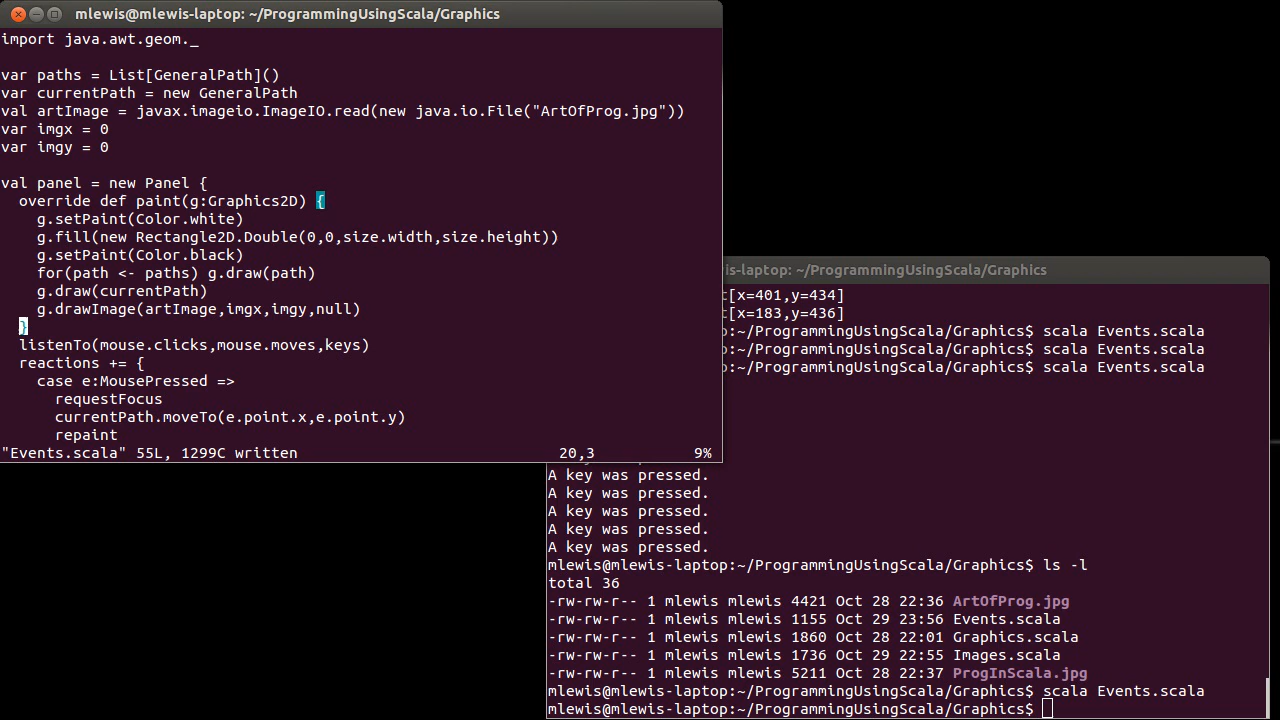 mlewis@mlewis-laptop: ~/ProgrammingUsingScala/Graphics
import java.awt.geom._
var paths = List[GeneralPath]()
var currentPath = new GeneralPath
val artImage = javax.imageio.ImageIO.read(new java.io.File("ArtOfProg.jpg"))
var imgx = 0
var imgy = 0
val panel = new Panel {
override def paint(g:Graphics2D) {
g.setPaint(Color.white)
g.fill(new Rectangle2D.Double(0,0,size.width,size.height))
g.setPaint(Color.black)
for(path <- paths) g.draw(path)
g.draw(currentPath)
g.drawImage(artImage,imgx,imgy,null)
}
listenTo(mouse.clicks,mouse.moves,keys)
reactions += {
case e:MousePressed =>
requestFocus
currentPath.moveTo(e.point.x,e.point.y)
repaint
"Events.scala" 55L, 1299C written 20,3 9%
is-laptop: ~/ProgrammingUsingScala/Graphics
t[x=401,y=434]
t[x=183,y=436]
p:~/ProgrammingUsingScala/Graphics$ scala Events.scala
p:~/ProgrammingUsingScala/Graphics$ scala Events.scala
p:~/ProgrammingUsingScala/Graphics$ scala Events.scala
A key was pressed.
A key was pressed.
A key was pressed.
A key was pressed.
A key was pressed.
mlewis@mlewis-laptop:~/ProgrammingUsingScala/Graphics$ ls -l
total 36
-rw-rw-r-- 1 mlewis mlewis 4421 Oct 28 22:36 ArtOfProg.jpg
-rw-rw-r-- 1 mlewis mlewis 1155 Oct 29 23:56 Events.scala
-rw-rw-r-- 1 mlewis mlewis 1860 Oct 28 22:01 Graphics.scala
-rw-rw-r-- 1 mlewis mlewis 1736 Oct 29 22:55 Images.scala
-rw-rw-r-- 1 mlewis mlewis 5211 Oct 28 22:37 ProgInScala.jpg
mlewis@mlewis-laptop:~/ProgrammingUsingScala/Graphics$ scala Events.scala
mlewis@mlewis-laptop:~/ProgrammingUsingScala/Graphics$